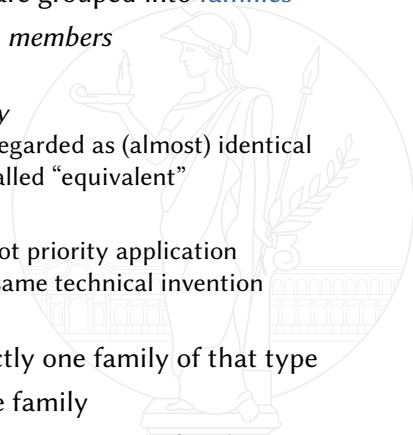 are grouped into families
members
y
egarded as (almost) identical
alled “equivalent”
ot priority application
same technical invention
ctly one family of that type
e family